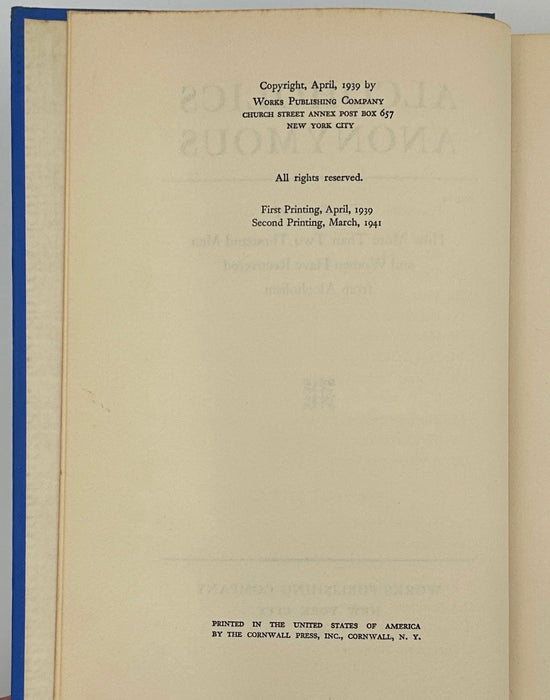 Copyright, April, 1939 by
WORKS PUBLISHING COMPANY
CHURCH STREET ANNEX POST BOX 657
NEW YORK CITY
All rights reserved.
First Printing, April, 1939
Second Printing, March, 1941
PRINTED IN THE UNITED STATES OF AMERICA
BY THE CORNWALL PRESS, INC., CORNWALL, N. Y.